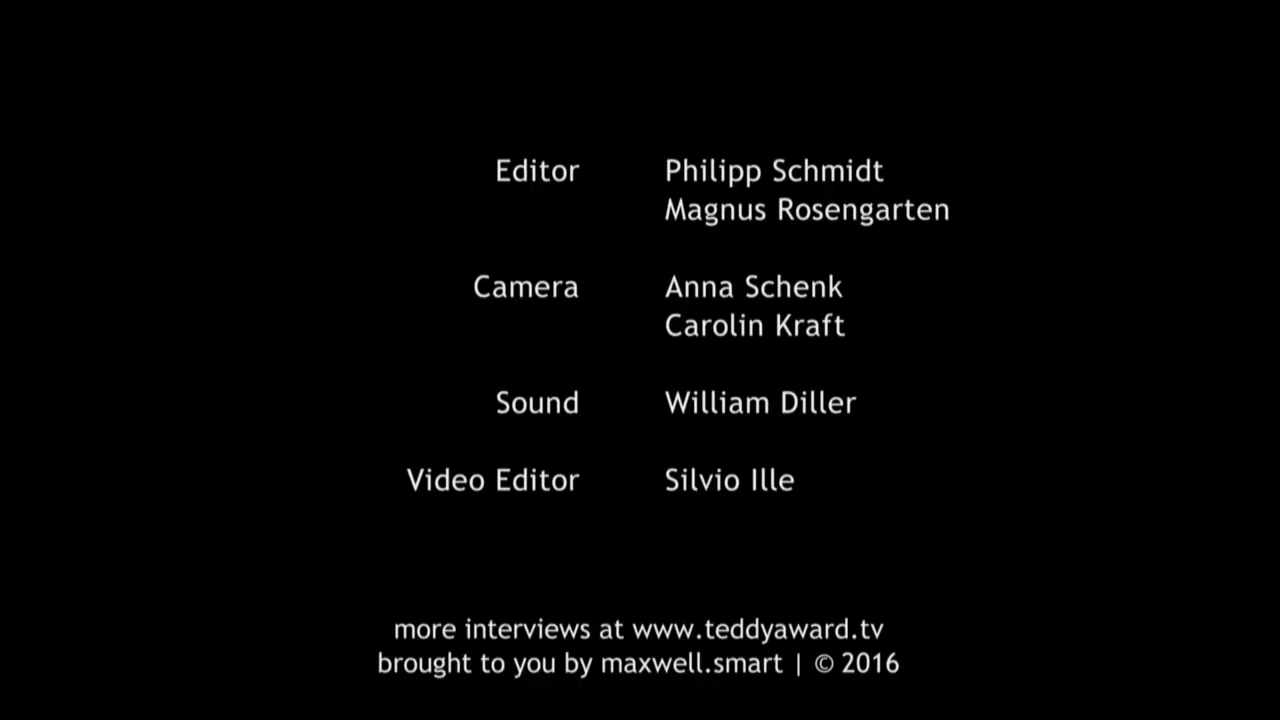 Editor Philipp Schmidt
Magnus Rosengarten
Camera Anna Schenk
Carolin Kraft
Sound William Diller
Video Editor Silvio Ille
more interviews at www.teddyaward.tv
brought to you by maxwell.smart | © 2016